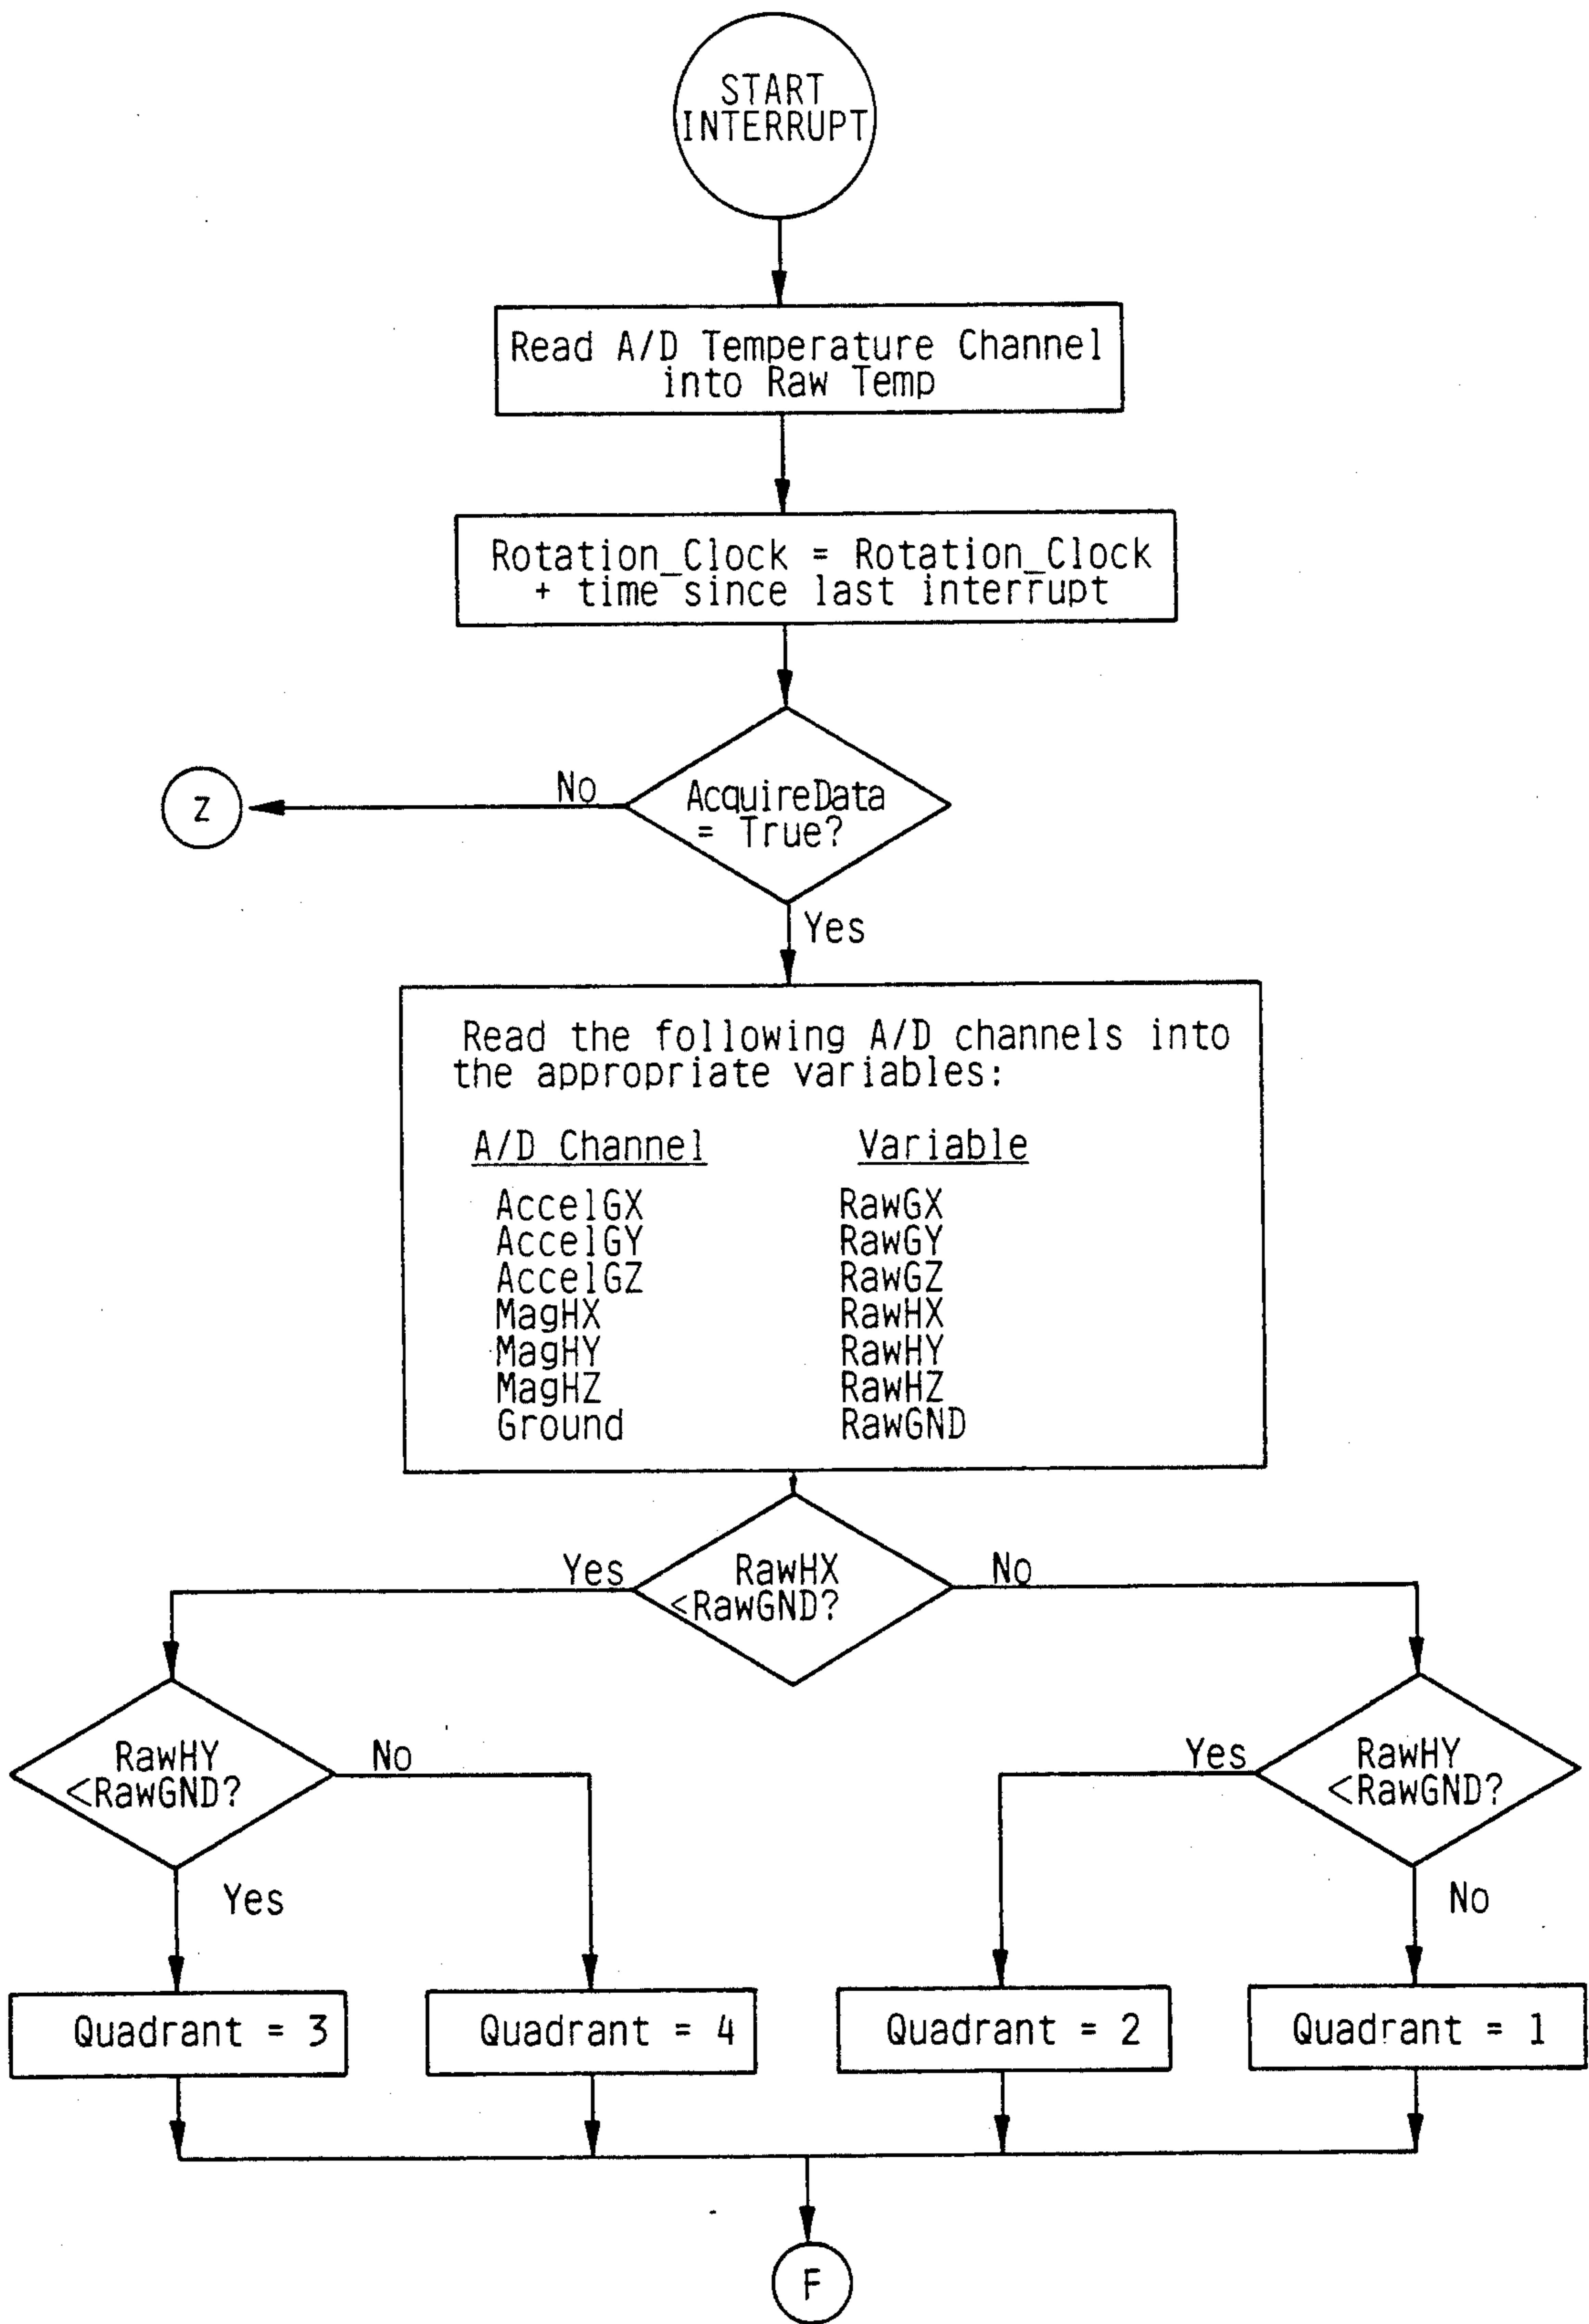 START
INTERRUPT
Read A/D Temperature Channel
into Raw Temp
Rotation_Clock = Rotation_Clock
+ time since last interrupt
No
AcquireData
= True?
Z
Yes
Read the following A/D channels into
the appropriate variables:
A/D Channel Variable
AccelGX RawGX
AccelGY RawGY
AccelGZ RawGZ
MagHX RawHX
MagHY RawHY
MagHZ RawHZ
Ground RawGND
Yes
RawHX
<RawGND?
No
RawHY
<RawGND?
No
Yes
RawHY
<RawGND?
Yes
No
Quadrant = 3
Quadrant = 4
Quadrant = 2
Quadrant = 1
F